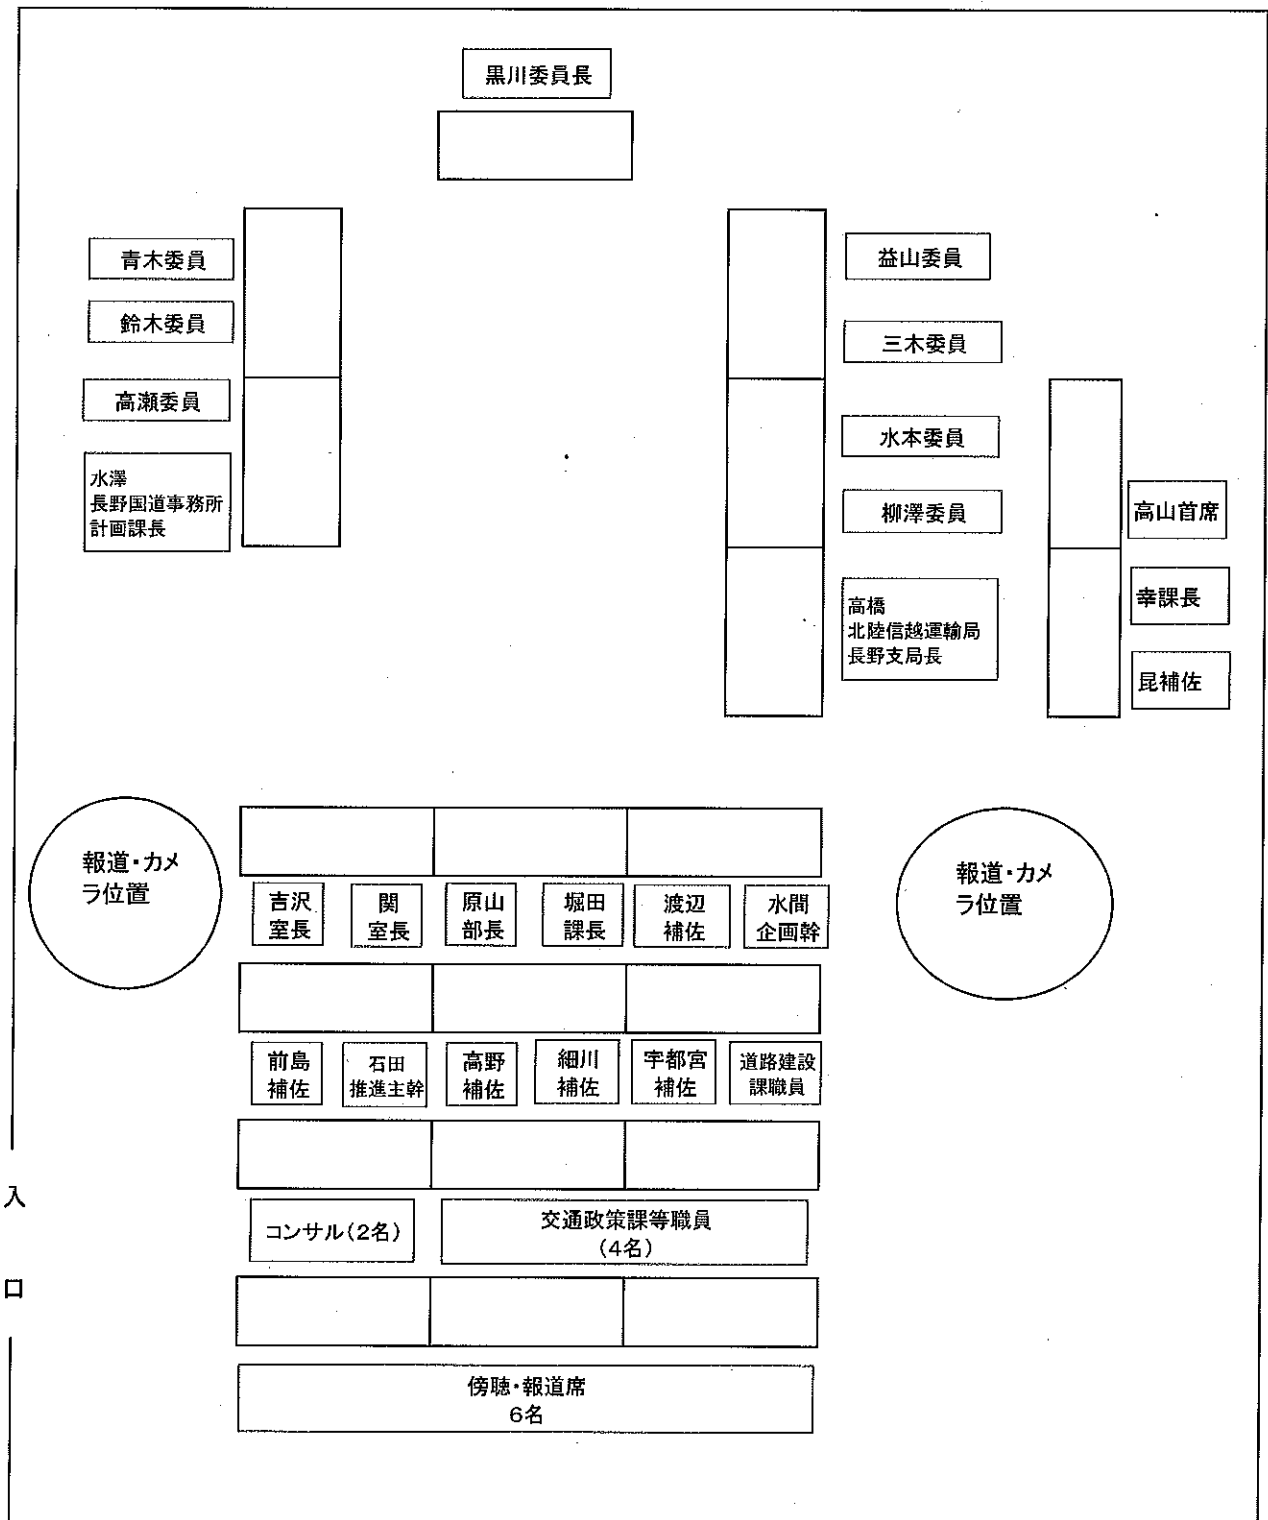 黒川委員長
青木委員
鈴木委員
高瀬委員
水澤
長野国道事務所
計画課長
益山委員
三木委員
水本委員
柳澤委員
高橋
北陸信越運輸局
長野支局長
高山首席
幸課長
昆補佐
報道・カメ
ラ位置
報道・カメ
ラ位置
吉沢
室長
関
室長
原山
部長
堀田
課長
渡辺
補佐
水間
企画幹
前島
補佐
石田
推進主幹
高野
補佐
細川
補佐
宇都宮
補佐
道路建設
課職員
入
口
コンサル(2名)
交通政策課等職員
(4名)
傍聴・報道席
6名